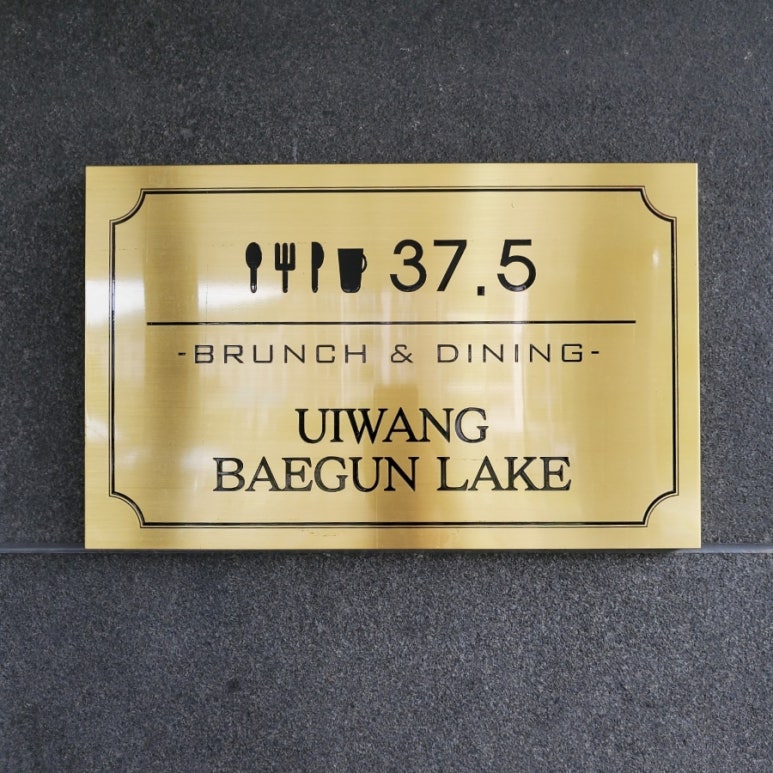 37.5
-BRUNCH & DINING-
UIWANG
BAEGUN LAKE